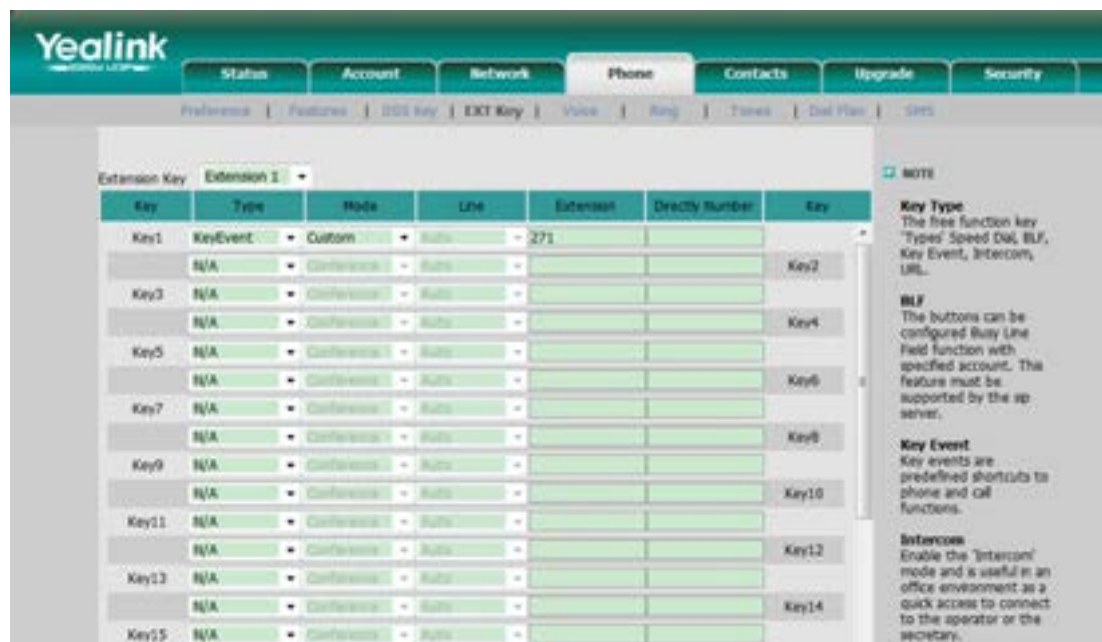 Yealink
Status Account Network Phone Contacts Upgrade Security
Preference | Features | DSS Key | EXT Key | Voice | Ring | Tones | Dial Plan | SMS
Extension Key Extension 1
Key Type Mode Line Extension Directly Number Key
Key1 KeyEvent Custom Auto 271
N/A Conference Auto Key2
Key3 N/A Conference Auto
N/A Conference Auto Key4
Key5 N/A Conference Auto
N/A Conference Auto Key6
Key7 N/A Conference Auto
N/A Conference Auto Key8
Key9 N/A Conference Auto
N/A Conference Auto Key10
Key11 N/A Conference Auto
N/A Conference Auto Key12
Key13 N/A Conference Auto
N/A Conference Auto Key14
Key15 N/A Conference Auto
NOTE
Key Type
The free function key
'Types' Speed Dial, BLF,
Key Event, Intercom,
URL.
BLF
The buttons can be
configured Busy Line
Field function with
specified account. This
feature must be
supported by the sip
server.
Key Event
Key events are
predefined shortcuts to
phone and call
functions.
Intercom
Enable the 'Intercom'
mode and is useful in an
office environment as a
quick access to connect
to the operator or the
secretary.